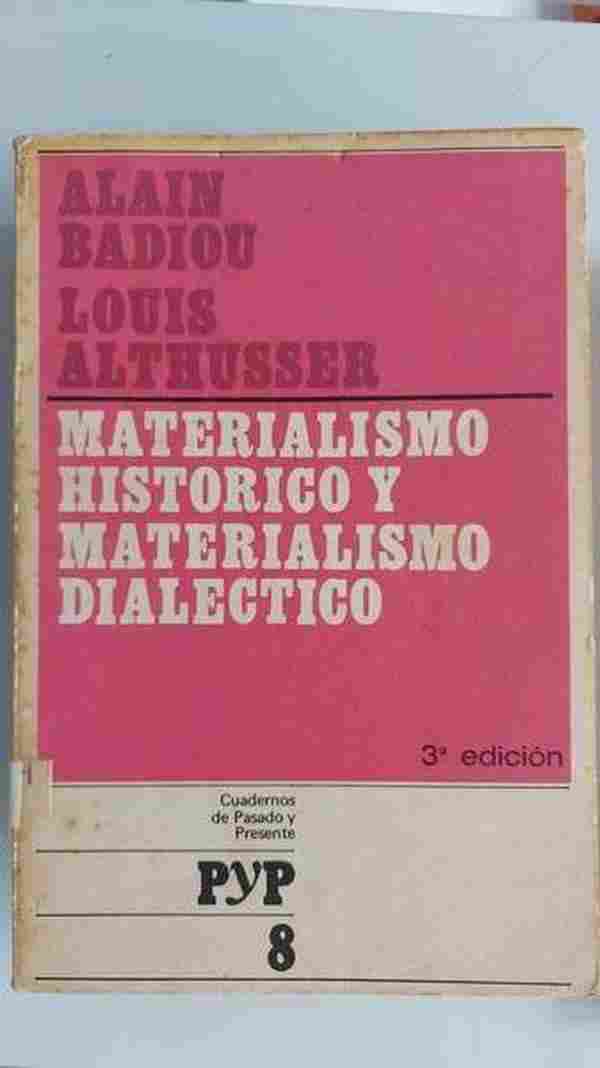 ALAIN
BADIOU
LOUIS
ALTHUSSER
MATERIALISMO
HISTORICO Y
MATERIALISMO
DIALECTICO
3ª edición
Cuadernos
de Pasado y
Presente
PyP
8